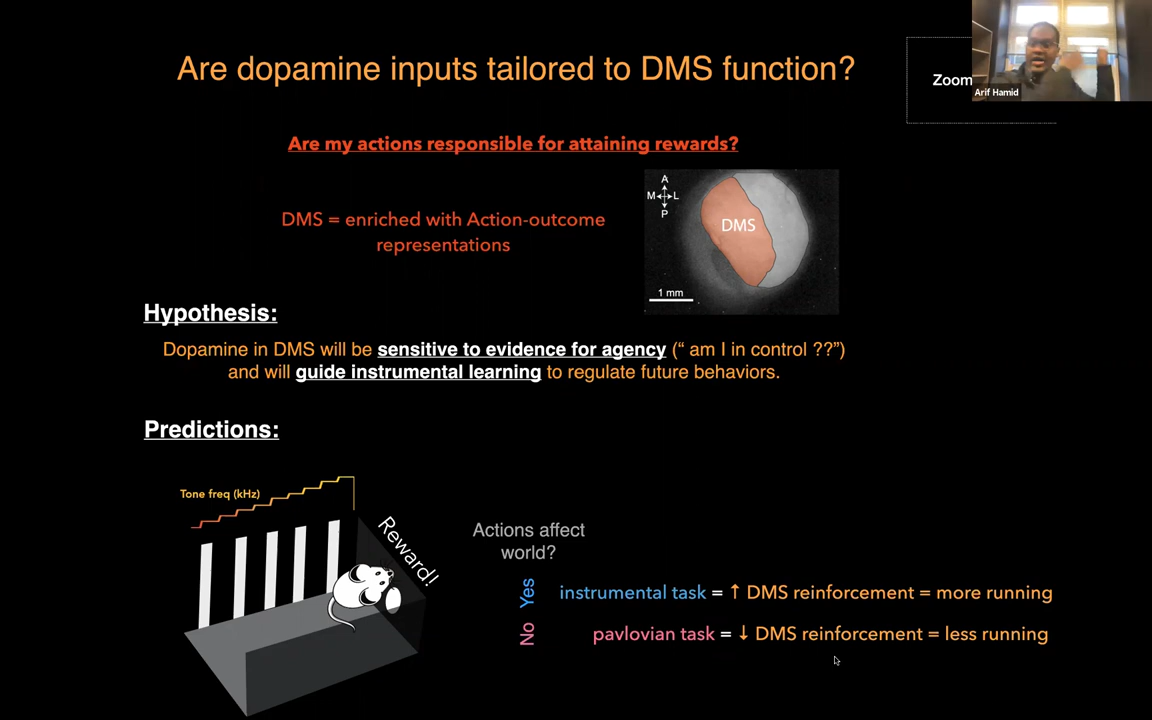 Are dopamine inputs tailored to DMS function?
Zoom
Arif Hamid
Are my actions responsible for attaining rewards?
A
M L
P
DMS
1 mm
DMS = enriched with Action-outcome
representations
Hypothesis:
Dopamine in DMS will be sensitive to evidence for agency (“ am I in control ??”)
and will guide instrumental learning to regulate future behaviors.
Predictions:
Tone freq (kHz)
Reward!
Actions affect
world?
Yes
instrumental task = ↑ DMS reinforcement = more running
No
pavlovian task = ↓ DMS reinforcement = less running